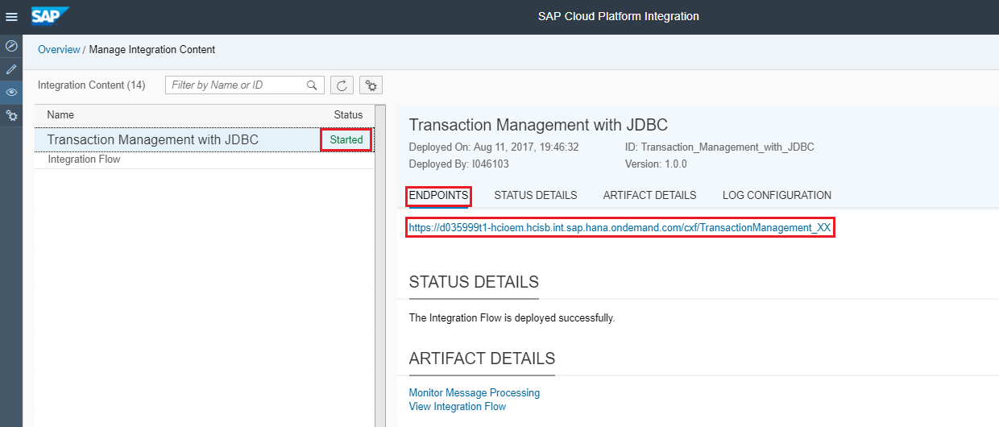 SAP
SAP Cloud Platform Integration
Overview / Manage Integration Content
Integration Content (14)
Filter by Name or ID
Name
Status
Transaction Management with JDBC
Started
Integration Flow
Transaction Management with JDBC
Deployed On: Aug 11, 2017, 19:46:32
ID: Transaction_Management_with_JDBC
Deployed By: I046103
Version: 1.0.0
ENDPOINTS
STATUS DETAILS
ARTIFACT DETAILS
LOG CONFIGURATION
https://d035999t1-hcioem.hcisb.int.sap.hana.ondemand.com/cxf/TransactionManagement_XX
STATUS DETAILS
The Integration Flow is deployed successfully.
ARTIFACT DETAILS
Monitor Message Processing
View Integration Flow